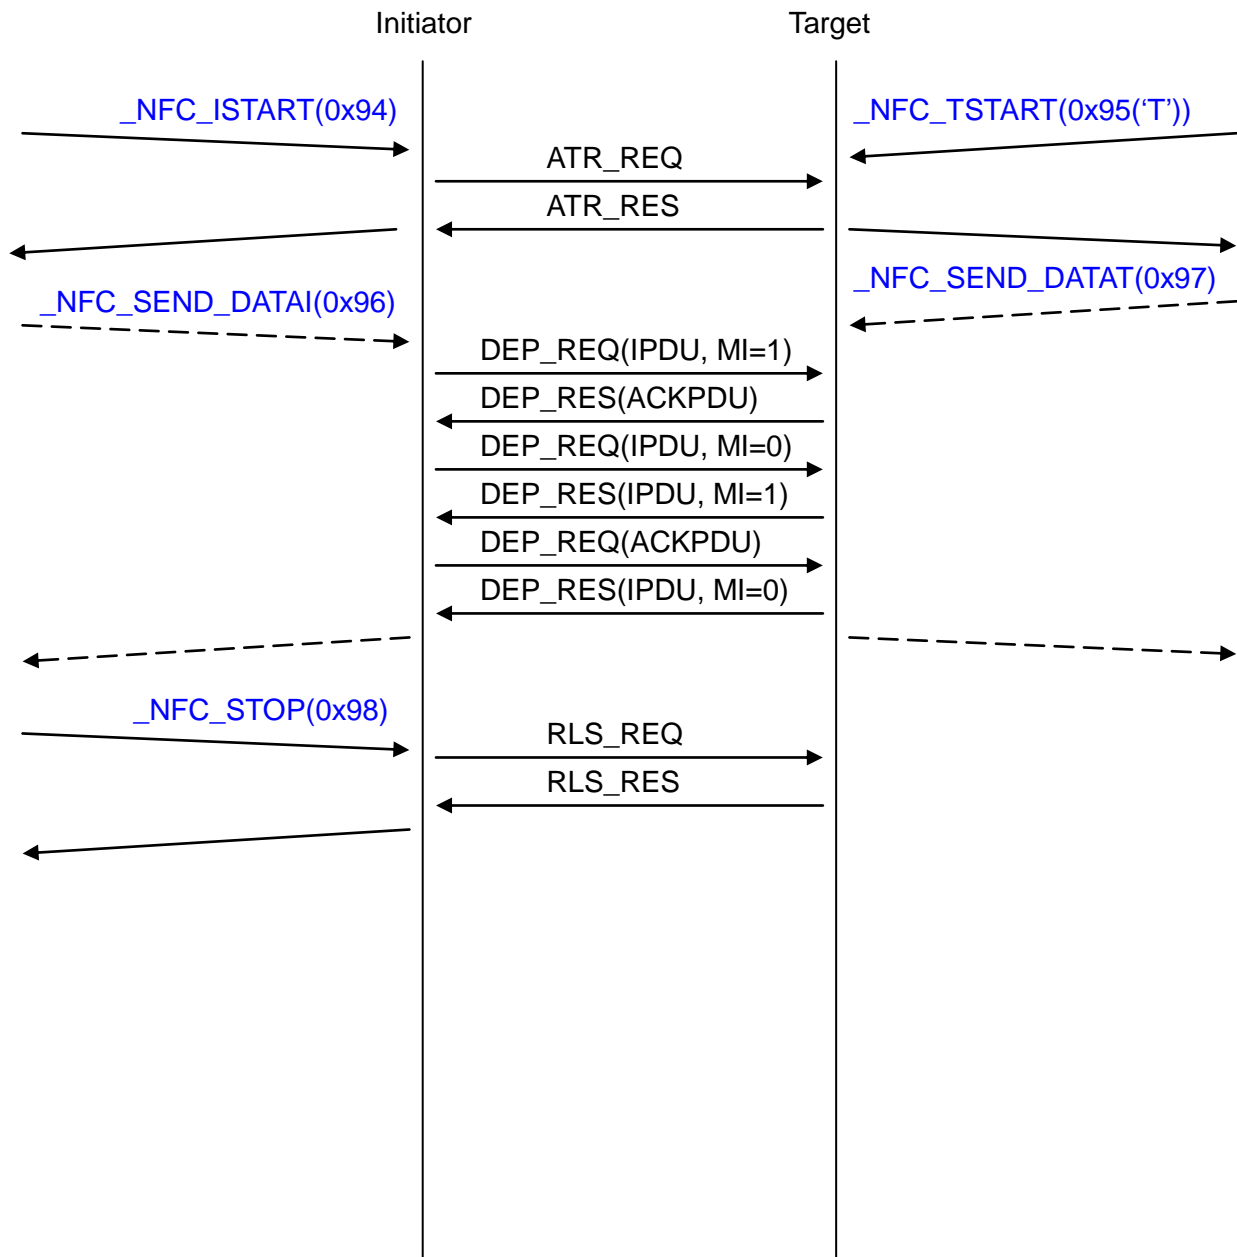 Initiator
Target
_NFC_ISTART(0x94)
_NFC_TSTART(0x95(‘T’))
ATR_REQ
ATR_RES
_NFC_SEND_DATAI(0x96)
_NFC_SEND_DATAT(0x97)
DEP_REQ(IPDU, MI=1)
DEP_RES(ACKPDU)
DEP_REQ(IPDU, MI=0)
DEP_RES(IPDU, MI=1)
DEP_REQ(ACKPDU)
DEP_RES(IPDU, MI=0)
_NFC_STOP(0x98)
RLS_REQ
RLS_RES